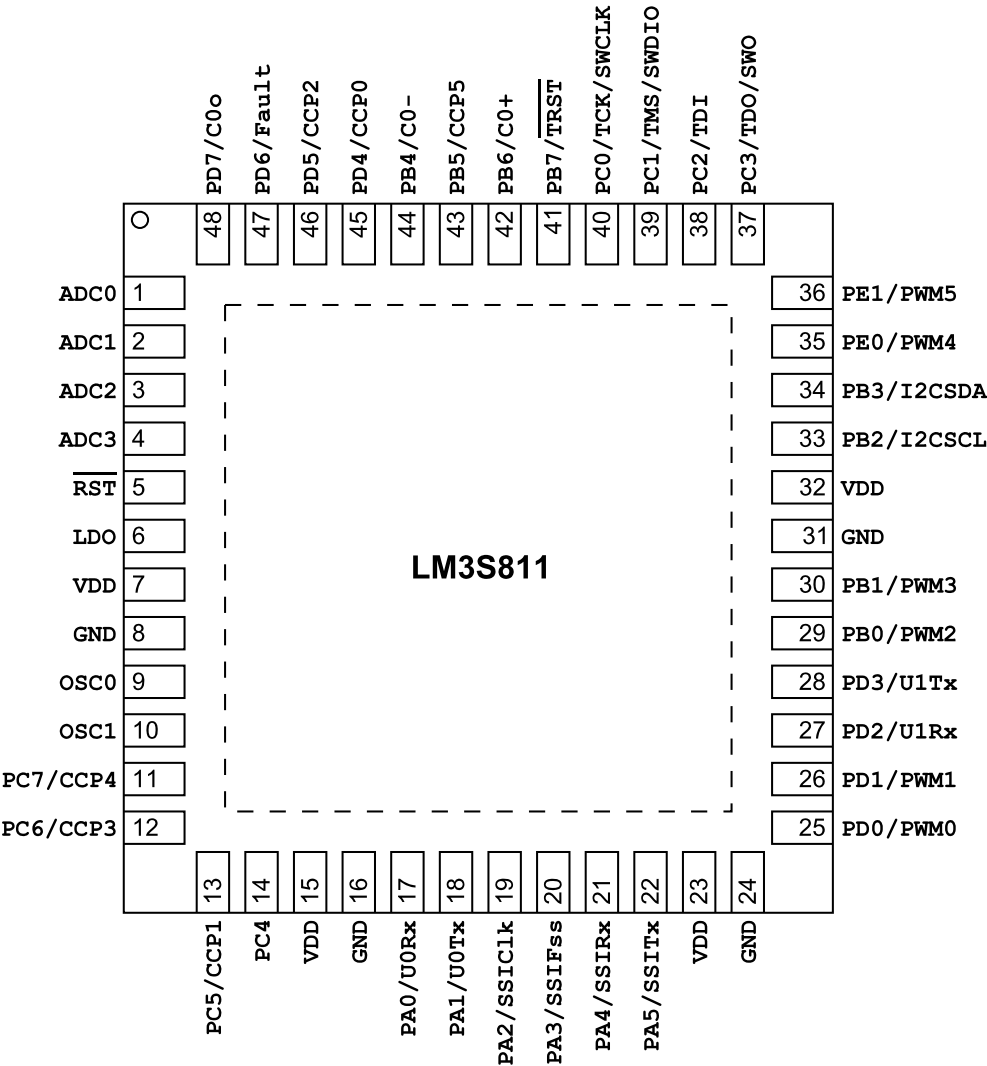 PD7/C0o
PD6/Fault
PD5/CCP2
PD4/CCP0
PB4/C0-
PB5/CCP5
PB6/C0+
PB7/TRST
PC0/TCK/SWCLK
PC1/TMS/SWDIO
PC2/TDI
PC3/TDO/SWO
48
47
46
45
44
43
42
41
40
39
38
37
ADC0 1
ADC1 2
ADC2 3
ADC3 4
RST 5
LDO 6
VDD 7
GND 8
OSC0 9
OSC1 10
PC7/CCP4 11
PC6/CCP3 12
LM3S811
36 PE1/PWM5
35 PE0/PWM4
34 PB3/I2CSDA
33 PB2/I2CSCL
32 VDD
31 GND
30 PB1/PWM3
29 PB0/PWM2
28 PD3/U1Tx
27 PD2/U1Rx
26 PD1/PWM1
25 PD0/PWM0
13
14
15
16
17
18
19
20
21
22
23
24
PC5/CCP1
PC4
VDD
GND
PA0/U0Rx
PA1/U0Tx
PA2/SSIClk
PA3/SSIFss
PA4/SSIRx
PA5/SSITx
VDD
GND